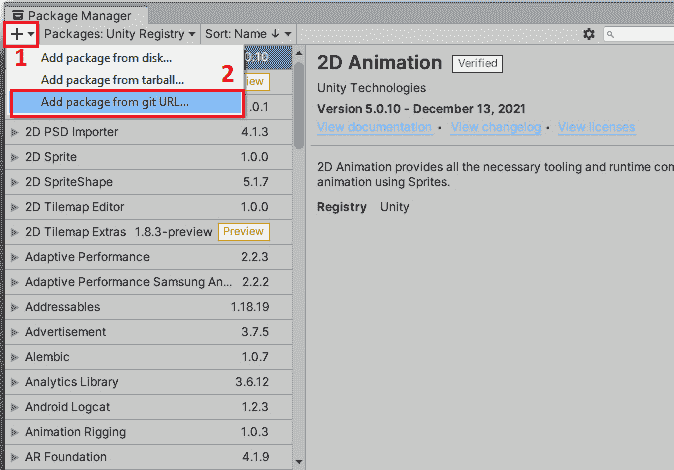 Package Manager
+ Packages: Unity Registry Sort: Name ↓
1
Add package from disk...
Add package from tarball...
2
Add package from git URL...
0.10
iew
.0.1
2D PSD Importer 4.1.3
2D Sprite 1.0.0
2D SpriteShape 5.1.7
2D Tilemap Editor 1.0.0
2D Tilemap Extras 1.8.3-preview Preview
Adaptive Performance 2.2.3
Adaptive Performance Samsung An... 2.2.2
Addressables 1.18.19
Advertisement 3.7.5
Alembic 1.0.7
Analytics Library 3.6.12
Android Logcat 1.2.3
Animation Rigging 1.0.3
AR Foundation 4.1.9
2D Animation Verified
Unity Technologies
Version 5.0.10 - December 13, 2021
View documentation • View changelog • View licenses
2D Animation provides all the necessary tooling and runtime com
animation using Sprites.
Registry Unity